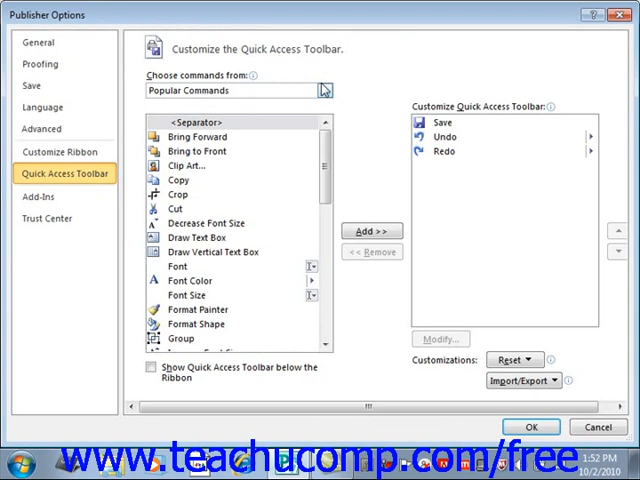 Publisher Options
General
Proofing
Save
Language
Advanced
Customize Ribbon
Quick Access Toolbar
Add-Ins
Trust Center
Customize the Quick Access Toolbar.
Choose commands from:
Popular Commands
<Separator>
Bring Forward
Bring to Front
Clip Art...
Copy
Crop
Cut
Decrease Font Size
Draw Text Box
Draw Vertical Text Box
Font
Font Color
Font Size
Format Painter
Format Shape
Group
Show Quick Access Toolbar below the
Ribbon
Add >>
<< Remove
Customize Quick Access Toolbar:
Save
Undo
Redo
Modify...
Customizations:
Reset
Import/Export
OK
Cancel
www.teachucomp.com/free
1:52 PM
10/2/2010